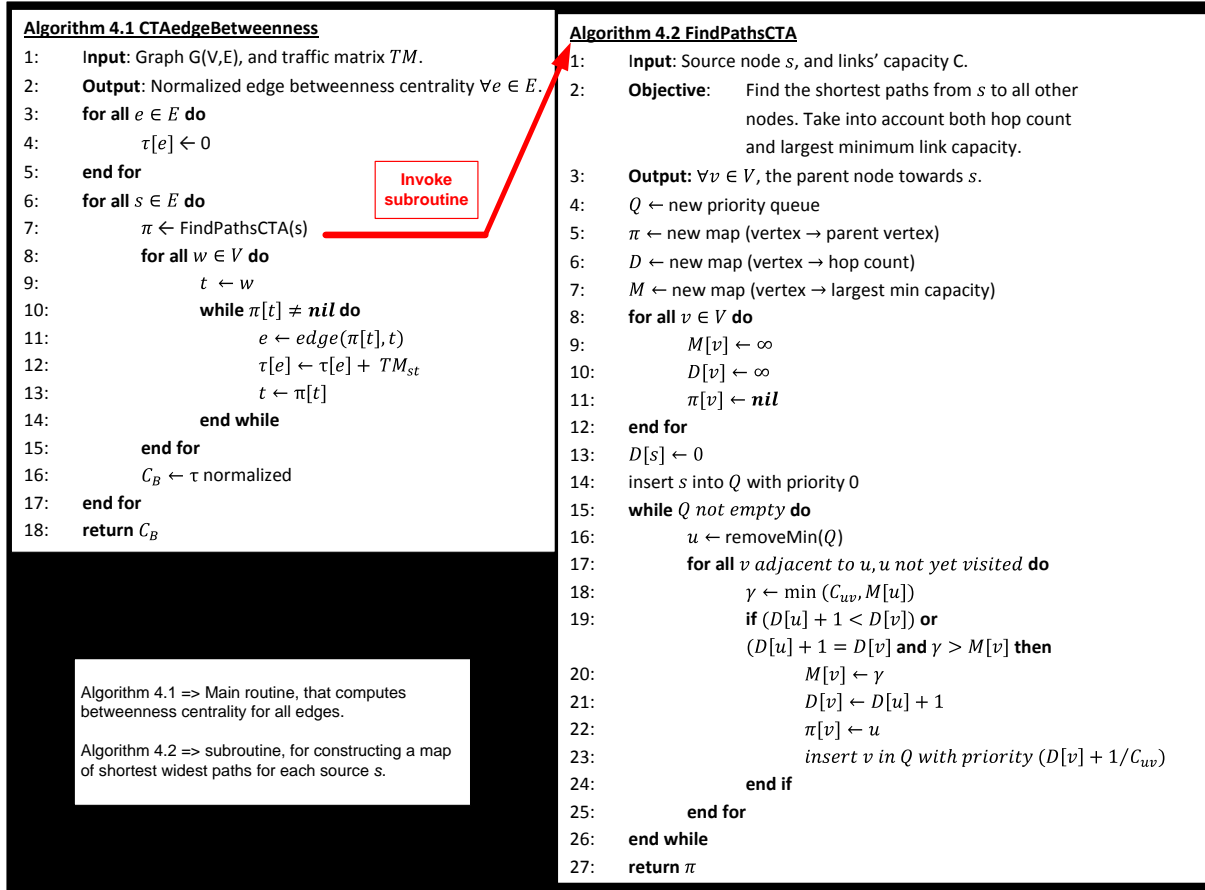 Algorithm 4.1 CTAedgeBetweenness
1: Input: Graph G(V,E), and traffic matrix 𝑇𝑀.
2: Output: Normalized edge betweenness centrality ∀𝑒 ∈ 𝐸.
3: for all 𝑒 ∈ 𝐸 do
4: 𝜏[𝑒] ← 0
5: end for
6: for all 𝑠 ∈ 𝐸 do
7: 𝜋 ← FindPathsCTA(s)
8: for all 𝑤 ∈ 𝑉 do
9: 𝑡 ← 𝑤
10: while 𝜋[𝑡] ≠ 𝒏𝒊𝒍 do
11: 𝑒 ← 𝑒𝑑𝑔𝑒(𝜋[𝑡], 𝑡)
12: 𝜏[𝑒] ← τ[𝑒] + 𝑇𝑀𝑠𝑡
13: 𝑡 ← π[𝑡]
14: end while
15: end for
16: 𝐶𝐵 ← τ normalized
17: end for
18: return 𝐶𝐵
Invoke
subroutine
Algorithm 4.1 => Main routine, that computes
betweenness centrality for all edges.
Algorithm 4.2 => subroutine, for constructing a map
of shortest widest paths for each source s.
Algorithm 4.2 FindPathsCTA
1: Input: Source node 𝑠, and links' capacity C.
2: Objective: Find the shortest paths from 𝑠 to all other
nodes. Take into account both hop count
and largest minimum link capacity.
3: Output: ∀𝑣 ∈ 𝑉, the parent node towards 𝑠.
4: 𝑄 ← new priority queue
5: 𝜋 ← new map (vertex → parent vertex)
6: 𝐷 ← new map (vertex → hop count)
7: 𝑀 ← new map (vertex → largest min capacity)
8: for all 𝑣 ∈ 𝑉 do
9: 𝑀[𝑣] ← ∞
10: 𝐷[𝑣] ← ∞
11: 𝜋[𝑣] ← 𝒏𝒊𝒍
12: end for
13: 𝐷[𝑠] ← 0
14: insert 𝑠 into 𝑄 with priority 0
15: while 𝑄 𝑛𝑜𝑡 𝑒𝑚𝑝𝑡𝑦 do
16: 𝑢 ← removeMin(𝑄)
17: for all 𝑣 𝑎𝑑𝑗𝑎𝑐𝑒𝑛𝑡 𝑡𝑜 𝑢, 𝑢 𝑛𝑜𝑡 𝑦𝑒𝑡 𝑣𝑖𝑠𝑖𝑡𝑒𝑑 do
18: 𝛾 ← min (𝐶𝑢𝑣, 𝑀[𝑢])
19: if (𝐷[𝑢] + 1 < 𝐷[𝑣]) or
(𝐷[𝑢] + 1 = 𝐷[𝑣] and 𝛾 > 𝑀[𝑣] then
20: 𝑀[𝑣] ← 𝛾
21: 𝐷[𝑣] ← 𝐷[𝑢] + 1
22: 𝜋[𝑣] ← 𝑢
23: 𝑖𝑛𝑠𝑒𝑟𝑡 𝑣 𝑖𝑛 𝑄 𝑤𝑖𝑡ℎ 𝑝𝑟𝑖𝑜𝑟𝑖𝑡𝑦 (𝐷[𝑣] + 1/𝐶𝑢𝑣)
24: end if
25: end for
26: end while
27: return 𝜋